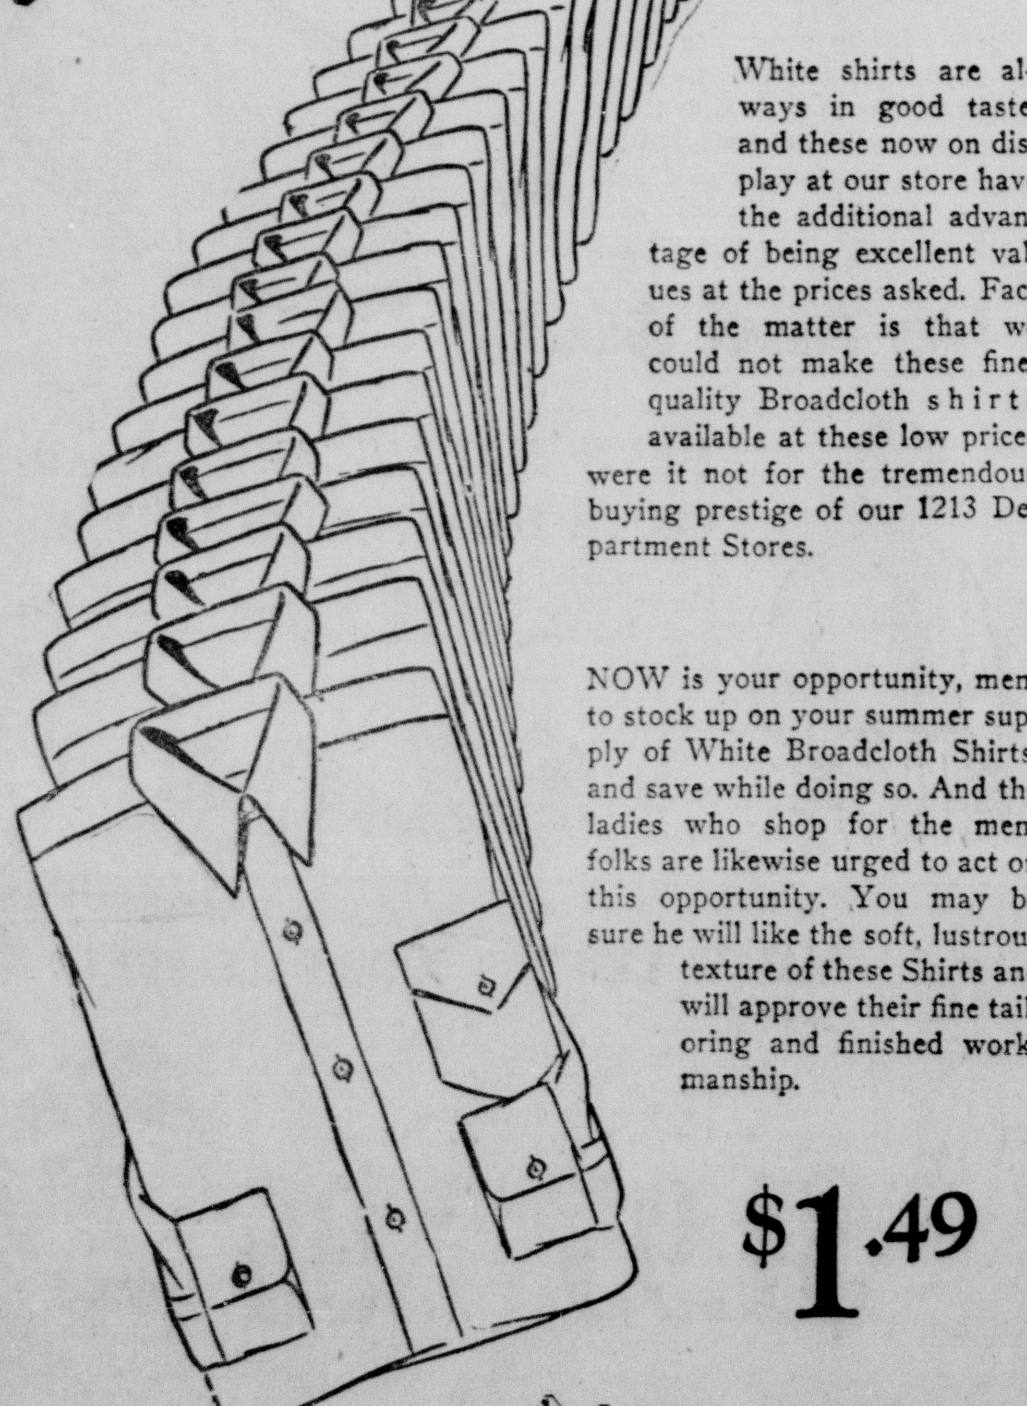 White shirts are al-
ways in good taste
and these now on dis
play at our store hav
the additional advan
tage of being excellent val
ues at the prices asked. Fac
of the matter is that w
could not make these fine
quality Broadcloth shirt
available at these low price
were it not for the tremendou
buying prestige of our 1213 De
partment Stores.
NOW is your opportunity, men
to stock up on your summer sup
ply of White Broadcloth Shirts
and save while doing so. And th
ladies who shop for the men
folks are likewise urged to act o
this opportunity. You may b
sure he will like the soft, lustrou
texture of these Shirts an
will approve their fine tail
oring and finished work
manship.
$1.49